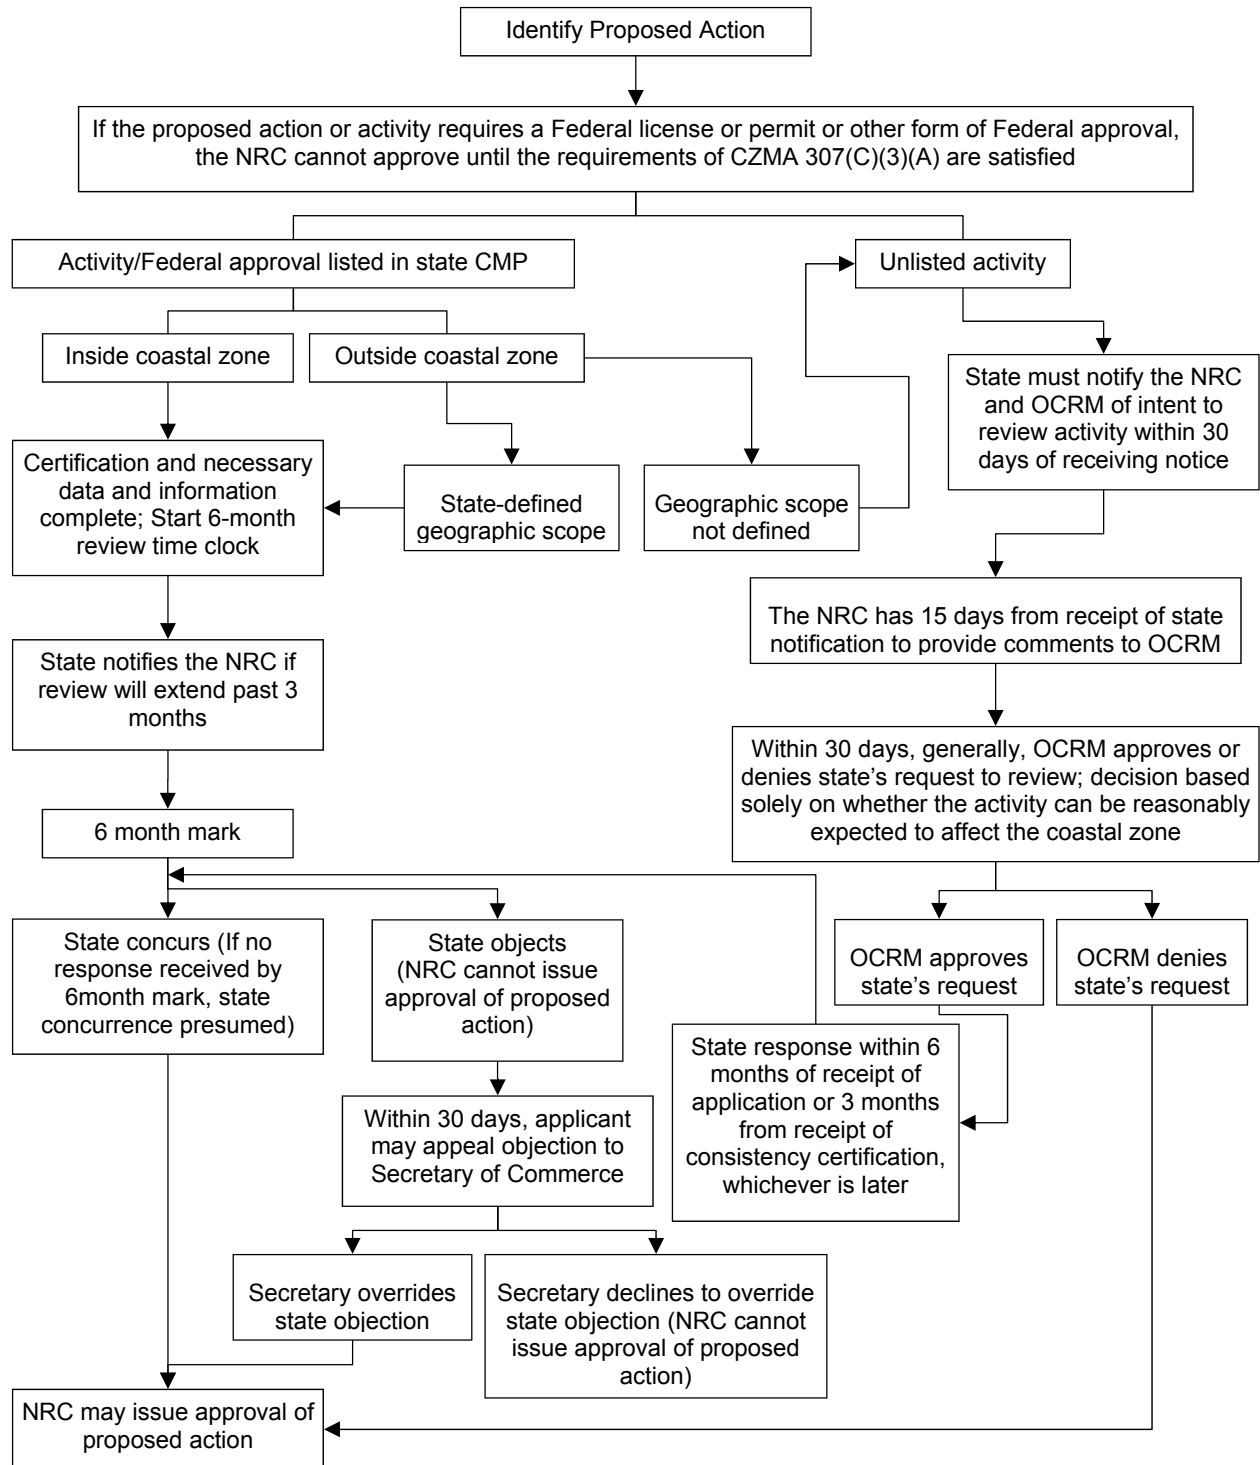 Identify Proposed Action
If the proposed action or activity requires a Federal license or permit or other form of Federal approval,
the NRC cannot approve until the requirements of CZMA 307(C)(3)(A) are satisfied
Activity/Federal approval listed in state CMP
Unlisted activity
Inside coastal zone
Outside coastal zone
State must notify the NRC
and OCRM of intent to
review activity within 30
days of receiving notice
Certification and necessary
data and information
complete; Start 6-month
review time clock
State-defined
geographic scope
Geographic scope
not defined
The NRC has 15 days from receipt of state
notification to provide comments to OCRM
State notifies the NRC if
review will extend past 3
months
Within 30 days, generally, OCRM approves or
denies state's request to review; decision based
solely on whether the activity can be reasonably
expected to affect the coastal zone
6 month mark
State concurs (If no
response received by
6month mark, state
concurrence presumed)
State objects
(NRC cannot issue
approval of proposed
action)
OCRM approves
state's request
OCRM denies
state's request
State response within 6
months of receipt of
application or 3 months
from receipt of
consistency certification,
whichever is later
Within 30 days, applicant
may appeal objection to
Secretary of Commerce
Secretary overrides
state objection
Secretary declines to override
state objection (NRC cannot
issue approval of proposed
action)
NRC may issue approval of
proposed action